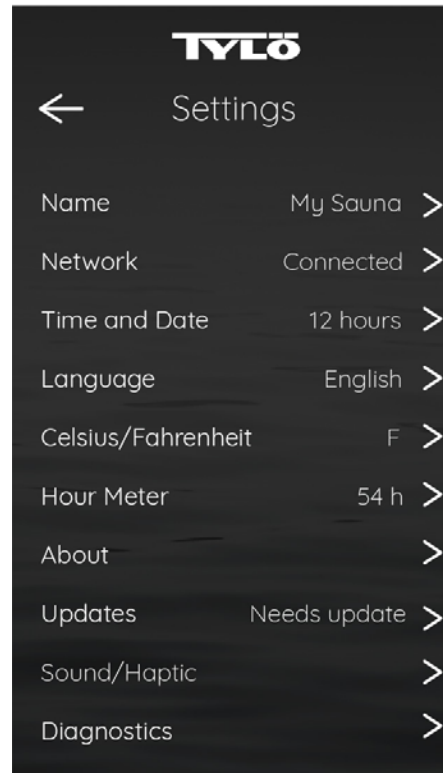 TYLÖ
Settings
Name My Sauna
Network Connected
Time and Date 12 hours
Language English
Celsius/Fahrenheit F
Hour Meter 54 h
About
Updates Needs update
Sound/Haptic
Diagnostics